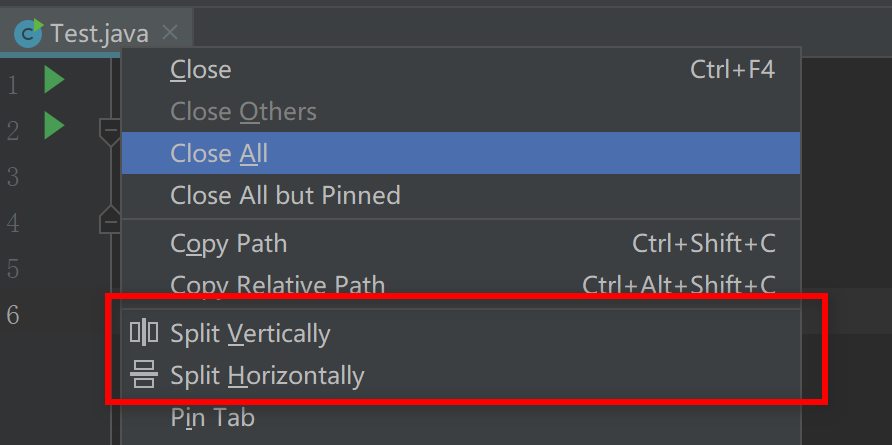 Test.java
1
Close Ctrl+F4
2
Close Others
Close All
3
Close All but Pinned
4
Copy Path Ctrl+Shift+C
5
Copy Relative Path Ctrl+Alt+Shift+C
6
Split Vertically
Split Horizontally
Pin Tab